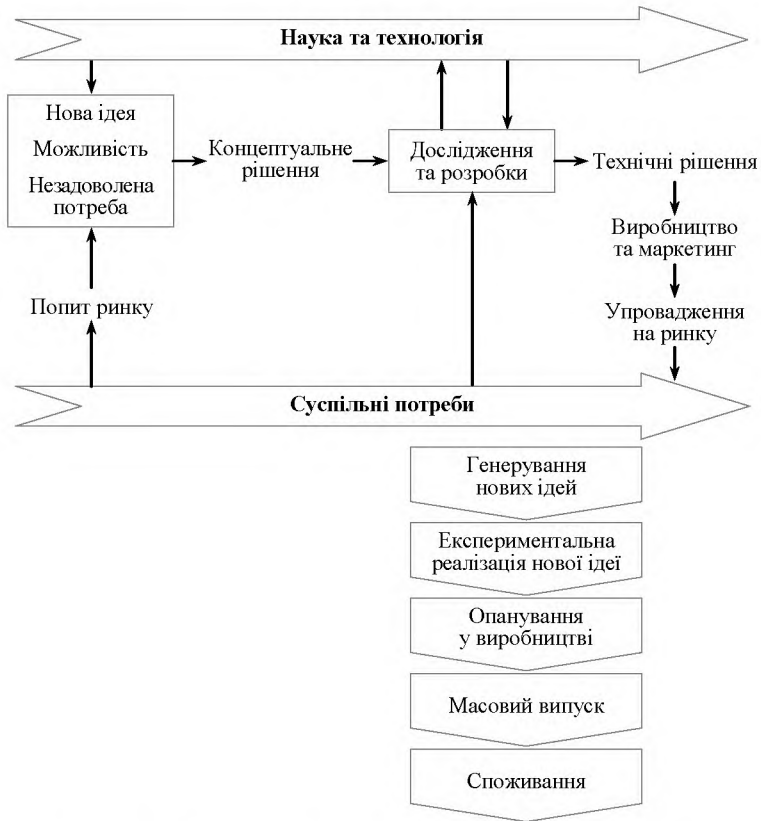 Наука та технологія
Нова ідея
Можливість
Незадоволена
потреба
Концептуальне
рішення
Дослідження
та розробки
Технічні рішення
Виробництво
та маркетинг
Попит ринку
Упровадження
на ринку
Суспільні потреби
Генерування
нових ідей
Експериментальна
реалізація нової ідеї
Опанування
у виробництві
Масовий випуск
Споживання